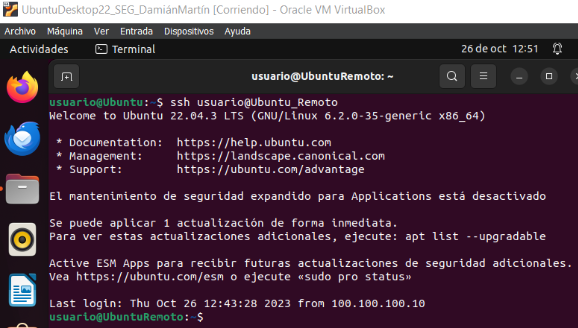 UbuntuDesktop22_SEG_DamiánMartín [Corriendo] - Oracle VM VirtualBox
Archivo Máquina Ver Entrada Dispositivos Ayuda
Actividades Terminal 26 de oct 12:51
usuario@UbuntuRemoto: ~
usuario@Ubuntu:~$ ssh usuario@Ubuntu_Remoto
Welcome to Ubuntu 22.04.3 LTS (GNU/Linux 6.2.0-35-generic x86_64)
* Documentation: https://help.ubuntu.com
* Management: https://landscape.canonical.com
* Support: https://ubuntu.com/advantage
El mantenimiento de seguridad expandido para Applications está desactivado
Se puede aplicar 1 actualización de forma inmediata.
Para ver estas actualizaciones adicionales, ejecute: apt list --upgradable
Active ESM Apps para recibir futuras actualizaciones de seguridad adicionales.
Vea https://ubuntu.com/esm o ejecute «sudo pro status»
Last login: Thu Oct 26 12:43:28 2023 from 100.100.100.10
usuario@UbuntuRemoto:~$